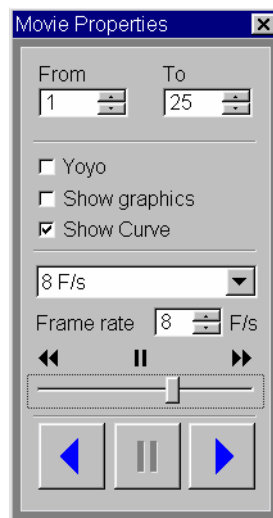 Movie Properties
From To
1 25
Yoyo
Show graphics
Show Curve
8 F/s
Frame rate 8 F/s